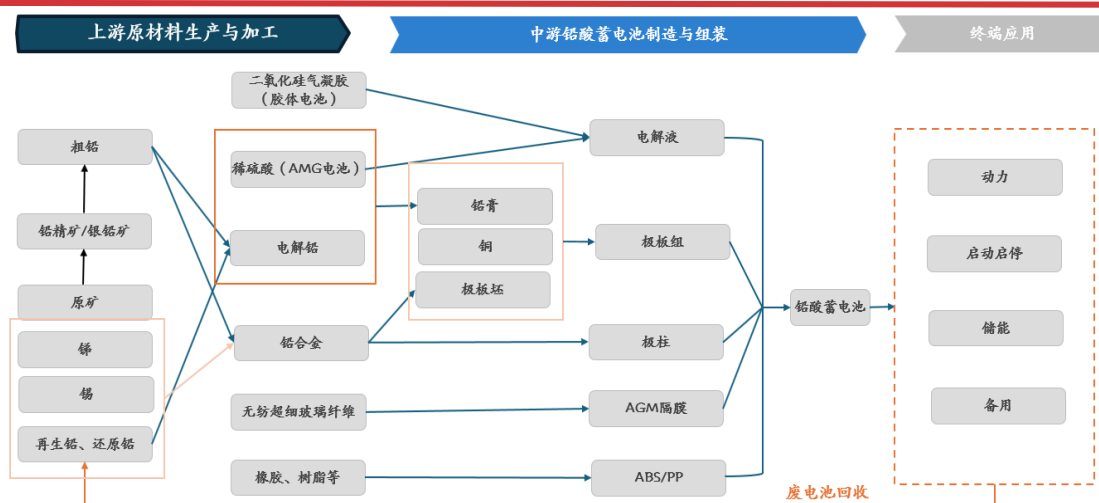 上游原材料生产与加工
中游铅酸蓄电池制造与组装
终端应用
二氧化硅气凝胶
（胶体电池）
粗铅
稀硫酸（AMG电池）
铅精矿/银铅矿
电解铅
原矿
锑
锡
再生铅、还原铅
铅合金
无纺超细玻璃纤维
橡胶、树脂等
铅膏
铜
极板坯
电解液
极板组
极柱
AGM隔膜
ABS/PP
铅酸蓄电池
动力
启动启停
储能
备用
废电池回收